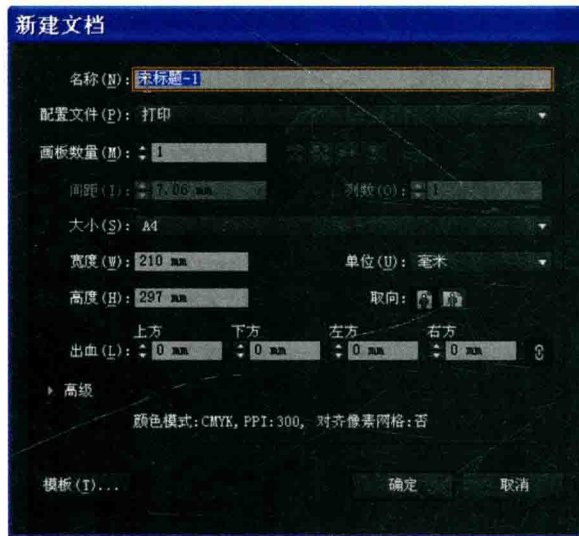 新建文档
名称(N): 未标题-1
配置文件(P): 打印
画板数量(M): 1
间距(I): 7.06 mm 列数(O): 1
大小(S): A4
宽度(W): 210 mm 单位(U): 毫米
高度(H): 297 mm 取向:
上方 下方 左方 右方
出血(L): 0 mm 0 mm 0 mm 0 mm
高级
颜色模式:CMYK, PPI:300, 对齐像素网格:否
模板(T)... 确定 取消